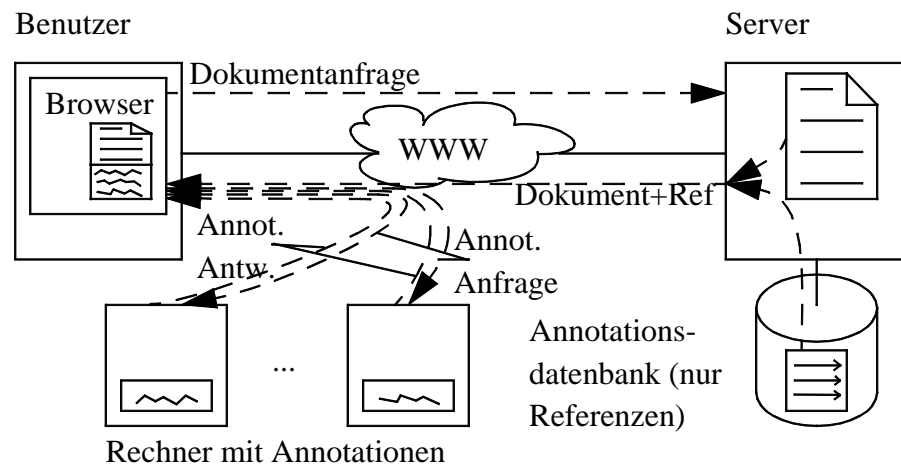 Benutzer
Server
Dokumentanfrage
Browser
WWW
Dokument+Ref
Annot.
Antw.
Annot.
Anfrage
...
Annotations-
datenbank (nur
Referenzen)
Rechner mit Annotationen